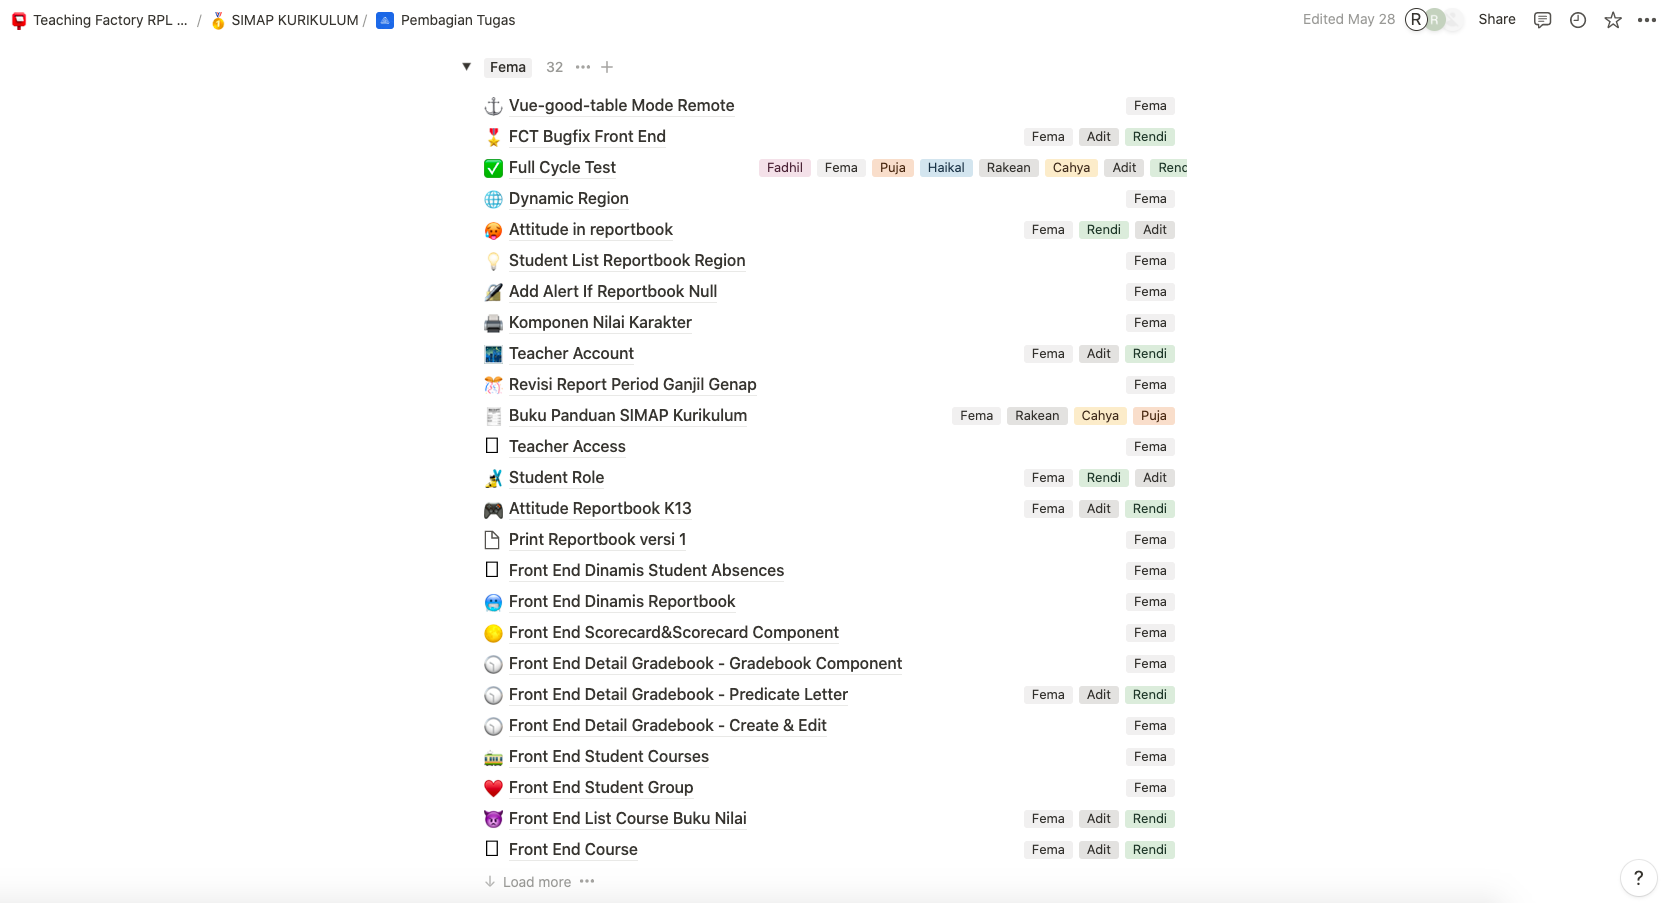 Teaching Factory RPL ... / SIMAP KURIKULUM / Pembagian Tugas Edited May 28 R R Share
Fema 32
Vue-good-table Mode Remote Fema
FCT Bugfix Front End Fema Adit Rendi
Full Cycle Test Fadhil Fema Puja Haikal Rakean Cahya Adit Rend
Dynamic Region Fema
Attitude in reportbook Fema Rendi Adit
Student List Reportbook Region Fema
Add Alert If Reportbook Null Fema
Komponen Nilai Karakter Fema
Teacher Account Fema Adit Rendi
Revisi Report Period Ganjil Genap Fema
Buku Panduan SIMAP Kurikulum Fema Rakean Cahya Puja
Teacher Access Fema
Student Role Fema Rendi Adit
Attitude Reportbook K13 Fema Adit Rendi
Print Reportbook versi 1 Fema
Front End Dinamis Student Absences Fema
Front End Dinamis Reportbook Fema
Front End Scorecard&Scorecard Component Fema
Front End Detail Gradebook - Gradebook Component Fema
Front End Detail Gradebook - Predicate Letter Fema Adit Rendi
Front End Detail Gradebook - Create & Edit Fema
Front End Student Courses Fema
Front End Student Group Fema
Front End List Course Buku Nilai Fema Adit Rendi
Front End Course Fema Adit Rendi
Load more
?